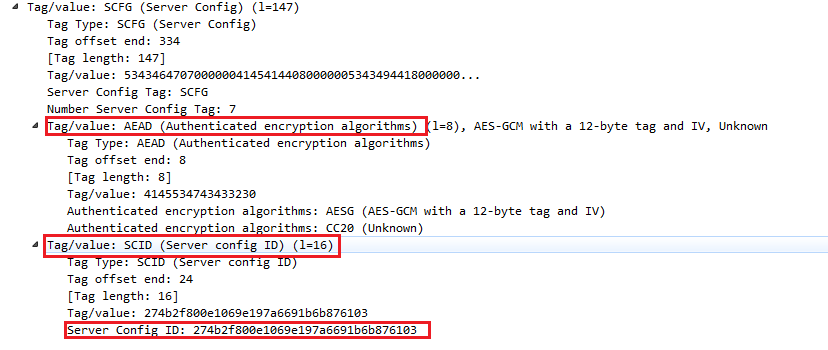 Tag/value: SCFG (Server Config) (l=147)
Tag Type: SCFG (Server Config)
Tag offset end: 334
[Tag length: 147]
Tag/value: 534346470700000041454144080000005343494418000000...
Server Config Tag: SCFG
Number Server Config Tag: 7
Tag/value: AEAD (Authenticated encryption algorithms) (l=8), AES-GCM with a 12-byte tag and IV, Unknown
Tag Type: AEAD (Authenticated encryption algorithms)
Tag offset end: 8
[Tag length: 8]
Tag/value: 4145534743433230
Authenticated encryption algorithms: AESG (AES-GCM with a 12-byte tag and IV)
Authenticated encryption algorithms: CC20 (Unknown)
Tag/value: SCID (Server config ID) (l=16)
Tag Type: SCID (Server config ID)
Tag offset end: 24
[Tag length: 16]
Tag/value: 274b2f800e1069e197a6691b6b876103
Server Config ID: 274b2f800e1069e197a6691b6b876103